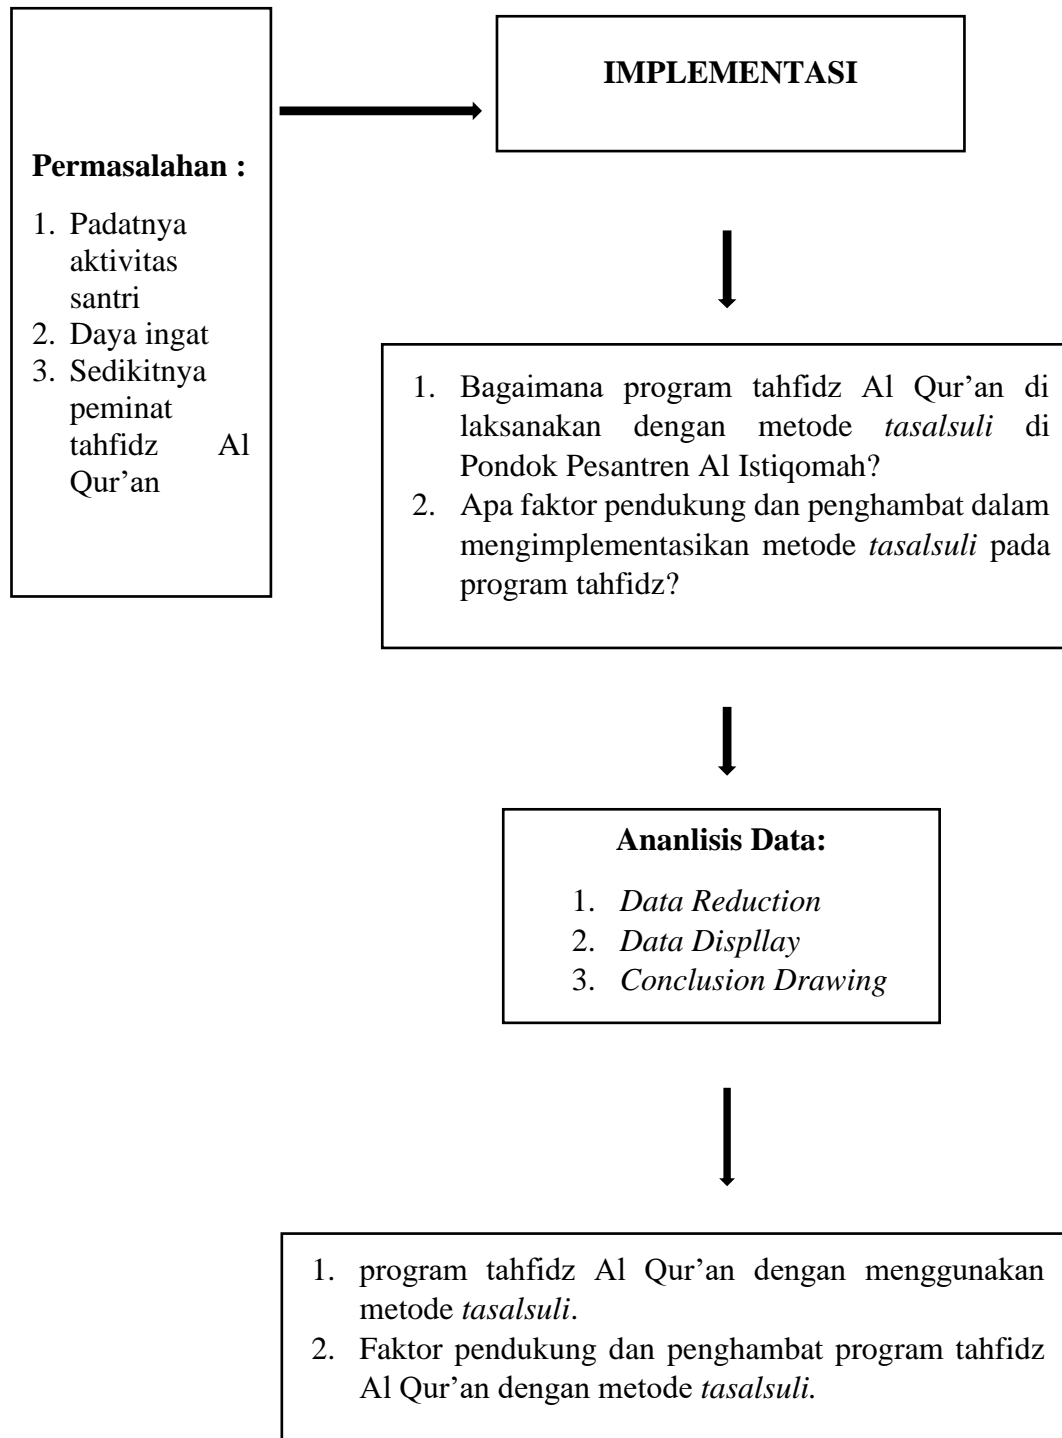 Permasalahan :
1. Padatnya
aktivitas
santri
2. Daya ingat
3. Sedikitnya
peminat
tahfidz Al
Qur’an
IMPLEMENTASI
1. Bagaimana program tahfidz Al Qur’an di
laksanakan dengan metode tasalsuli di
Pondok Pesantren Al Istiqomah?
2. Apa faktor pendukung dan penghambat dalam
mengimplementasikan metode tasalsuli pada
program tahfidz?
Ananlisis Data:
1. Data Reduction
2. Data Displlay
3. Conclusion Drawing
1. program tahfidz Al Qur’an dengan menggunakan
metode tasalsuli.
2. Faktor pendukung dan penghambat program tahfidz
Al Qur’an dengan metode tasalsuli.